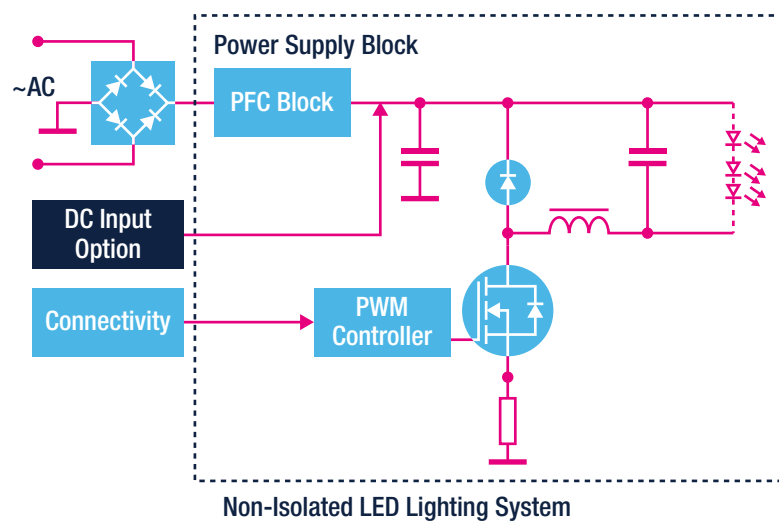 Power Supply Block
~AC
PFC Block
DC Input
Option
Connectivity
PWM
Controller
Non-Isolated LED Lighting System